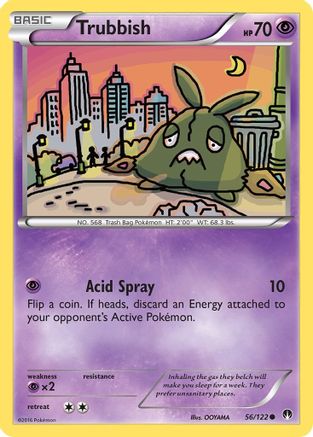 BASIC
Trubbish
HP70
NO. 568 Trash Bag Pokémon HT: 2'00" WT: 68.3 lbs.
Acid Spray 10
Flip a coin. If heads, discard an Energy attached to
your opponent's Active Pokémon.
weakness resistance
×2
retreat
Inhaling the gas they belch will
make you sleep for a week. They
prefer unsanitary places.
©2016 Pokémon
Illus. OOYAMA 56/122